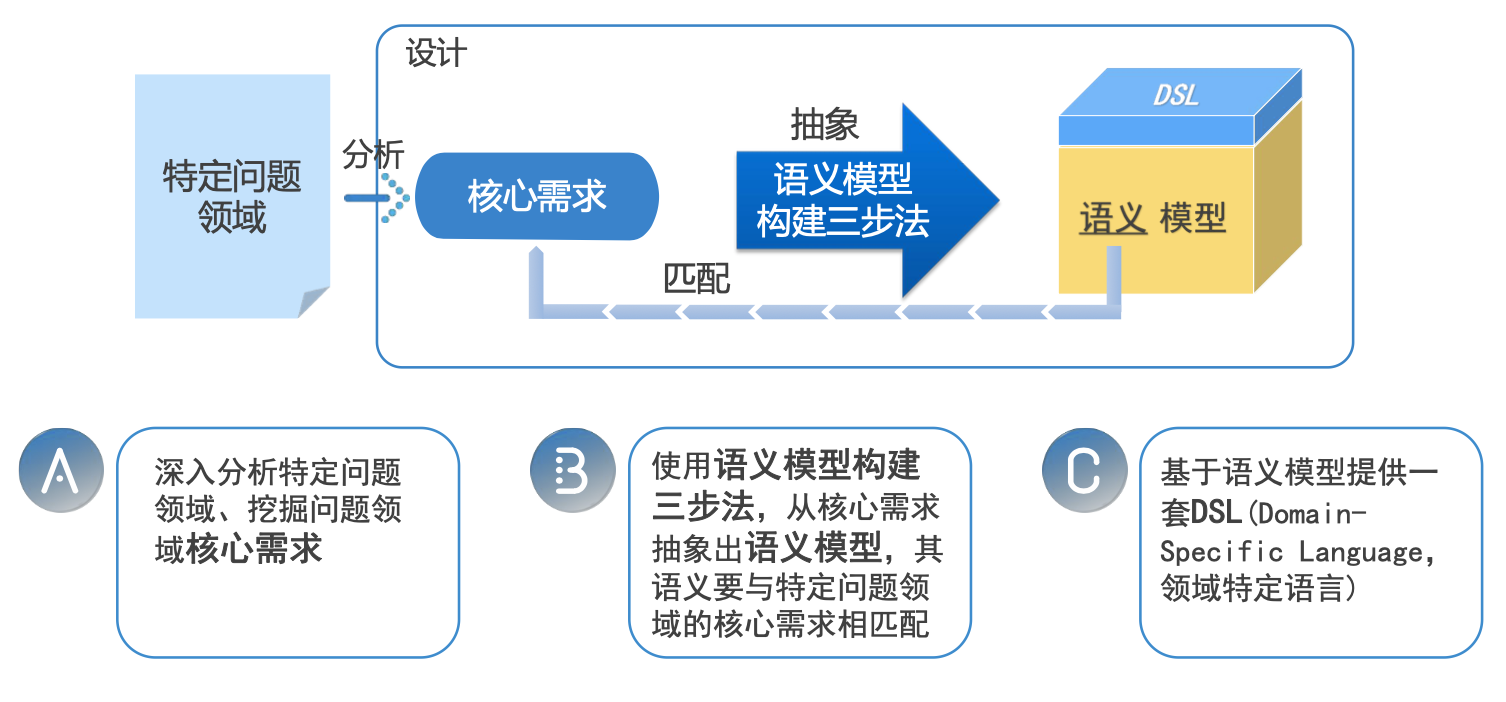 设计
DSL
抽象
分析
特定问题
领域
核心需求
语义模型
构建三步法
语义 模型
匹配
A
深入分析特定问题
领域、挖掘问题领
域核心需求
B
使用语义模型构建
三步法，从核心需求
抽象出语义模型，其
语义要与特定问题领
域的核心需求相匹配
C
基于语义模型提供一
套DSL(Domain-
Specific Language,
领域特定语言)